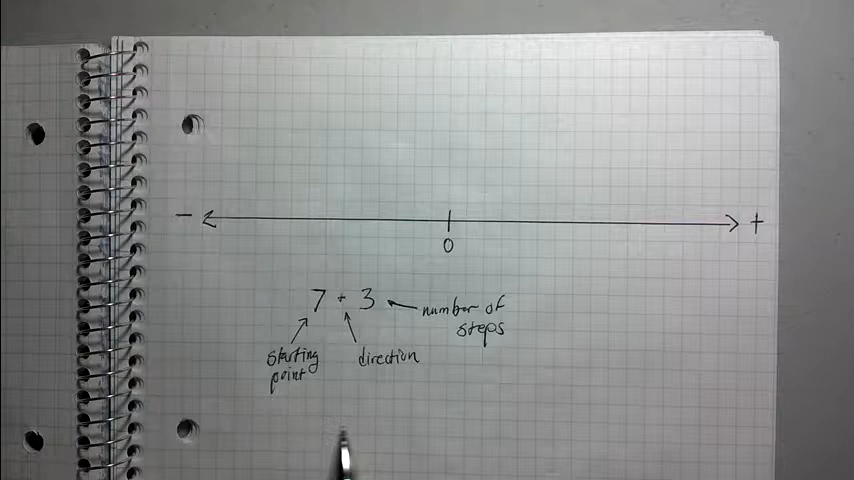 - +
0
7 + 3
number of
steps
starting
point
direction